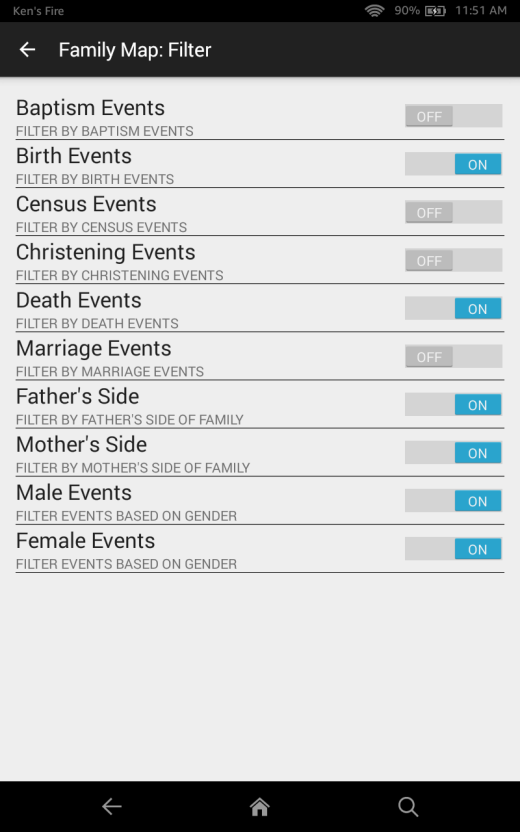 Ken's Fire 90% 11:51 AM
Family Map: Filter
Baptism Events OFF
FILTER BY BAPTISM EVENTS
Birth Events ON
FILTER BY BIRTH EVENTS
Census Events OFF
FILTER BY CENSUS EVENTS
Christening Events OFF
FILTER BY CHRISTENING EVENTS
Death Events ON
FILTER BY DEATH EVENTS
Marriage Events OFF
FILTER BY MARRIAGE EVENTS
Father's Side ON
FILTER BY FATHER'S SIDE OF FAMILY
Mother's Side ON
FILTER BY MOTHER'S SIDE OF FAMILY
Male Events ON
FILTER EVENTS BASED ON GENDER
Female Events ON
FILTER EVENTS BASED ON GENDER